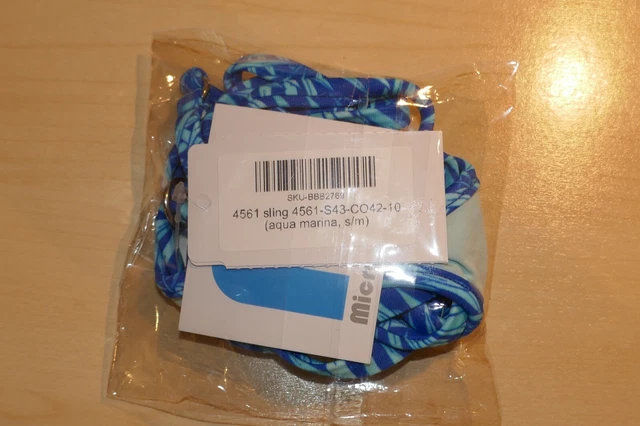 SKU-BBB2769
4561 sling 4561-S43-CO42-10
(aqua marina, s/m)